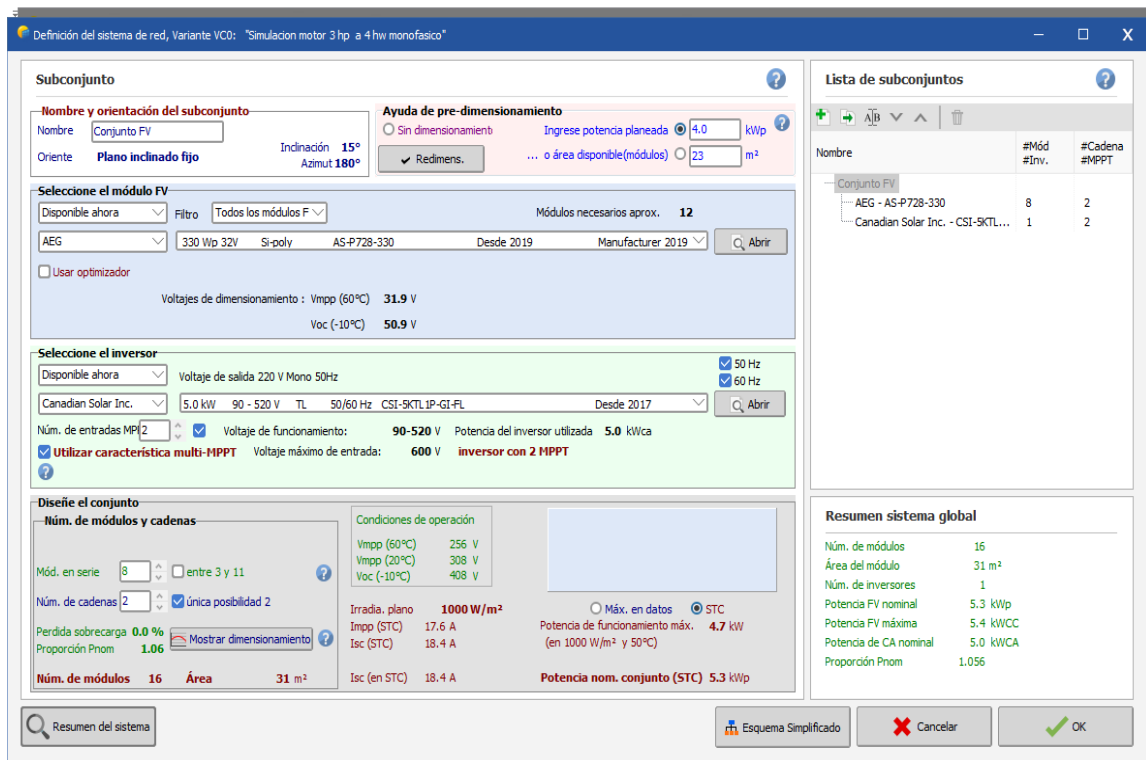 Definición del sistema de red, Variante VC0: "Simulacion motor 3 hp a 4 hw monofasico"
Subconjunto
Nombre y orientación del subconjunto
Nombre Conjunto FV
Oriente Plano inclinado fijo
Inclinación 15°
Azimut 180°
Ayuda de pre-dimensionamiento
Sin dimensionamient
Ingrese potencia planeada 4.0 kWp
Redimens.
... o área disponible(módulos) 23 m²
Seleccione el módulo FV
Disponible ahora Filtro Todos los módulos F Módulos necesarios aprox. 12
AEG 330 Wp 32V Si-poly AS-P728-330 Desde 2019 Manufacturer 2019 Abrir
Usar optimizador
Voltajes de dimensionamiento : Vmpp (60°C) 31.9 V
Voc (-10°C) 50.9 V
Seleccione el inversor
Disponible ahora Voltaje de salida 220 V Mono 50Hz
50 Hz
60 Hz
Canadian Solar Inc. 5.0 kW 90 - 520 V TL 50/60 Hz CSI-5KTL 1P-GI-FL Desde 2017 Abrir
Núm. de entradas MPI 2 Voltaje de funcionamiento: 90-520 V Potencia del inversor utilizada 5.0 kWca
Utilizar característica multi-MPPT Voltaje máximo de entrada: 600 V inversor con 2 MPPT
Diseñe el conjunto
Núm. de módulos y cadenas
Mód. en serie 8 entre 3 y 11
Núm. de cadenas 2 única posibilidad 2
Perdida sobrecarga 0.0 %
Proporción Pnom 1.06
Mostrar dimensionamiento
Núm. de módulos 16 Área 31 m²
Condiciones de operación
Vmpp (60°C) 256 V
Vmpp (20°C) 308 V
Voc (-10°C) 408 V
Irradia. plano 1000 W/m²
Impp (STC) 17.6 A
Isc (STC) 18.4 A
Isc (en STC) 18.4 A
Máx. en datos STC
Potencia de funcionamiento máx. 4.7 kW
(en 1000 W/m² y 50°C)
Potencia nom. conjunto (STC) 5.3 kWp
Lista de subconjuntos
Nombre #Mód #Cadena
#Inv. #MPPT
Conjunto FV
AEG - AS-P728-330 8 2
Canadian Solar Inc. - CSI-5KTL... 1 2
Resumen sistema global
Núm. de módulos 16
Área del módulo 31 m²
Núm. de inversores 1
Potencia FV nominal 5.3 kWp
Potencia FV máxima 5.4 kWCC
Potencia de CA nominal 5.0 kWCA
Proporción Pnom 1.056
Resumen del sistema
Esquema Simplificado
Cancelar
OK